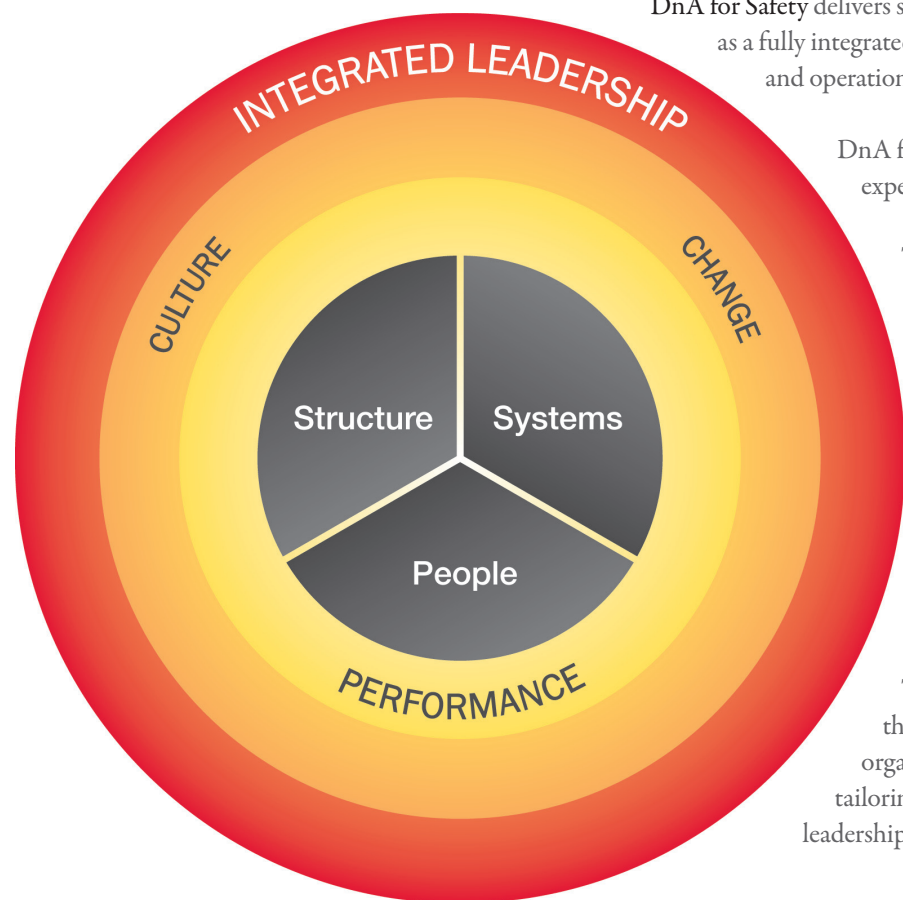 DnA for Safety delivers s
as a fully integrated
and operation
DnA f
expe
INTEGRATED LEADERSHIP
CULTURE
CHANGE
Structure
Systems
People
PERFORMANCE
th
orga
tailorin
leadership